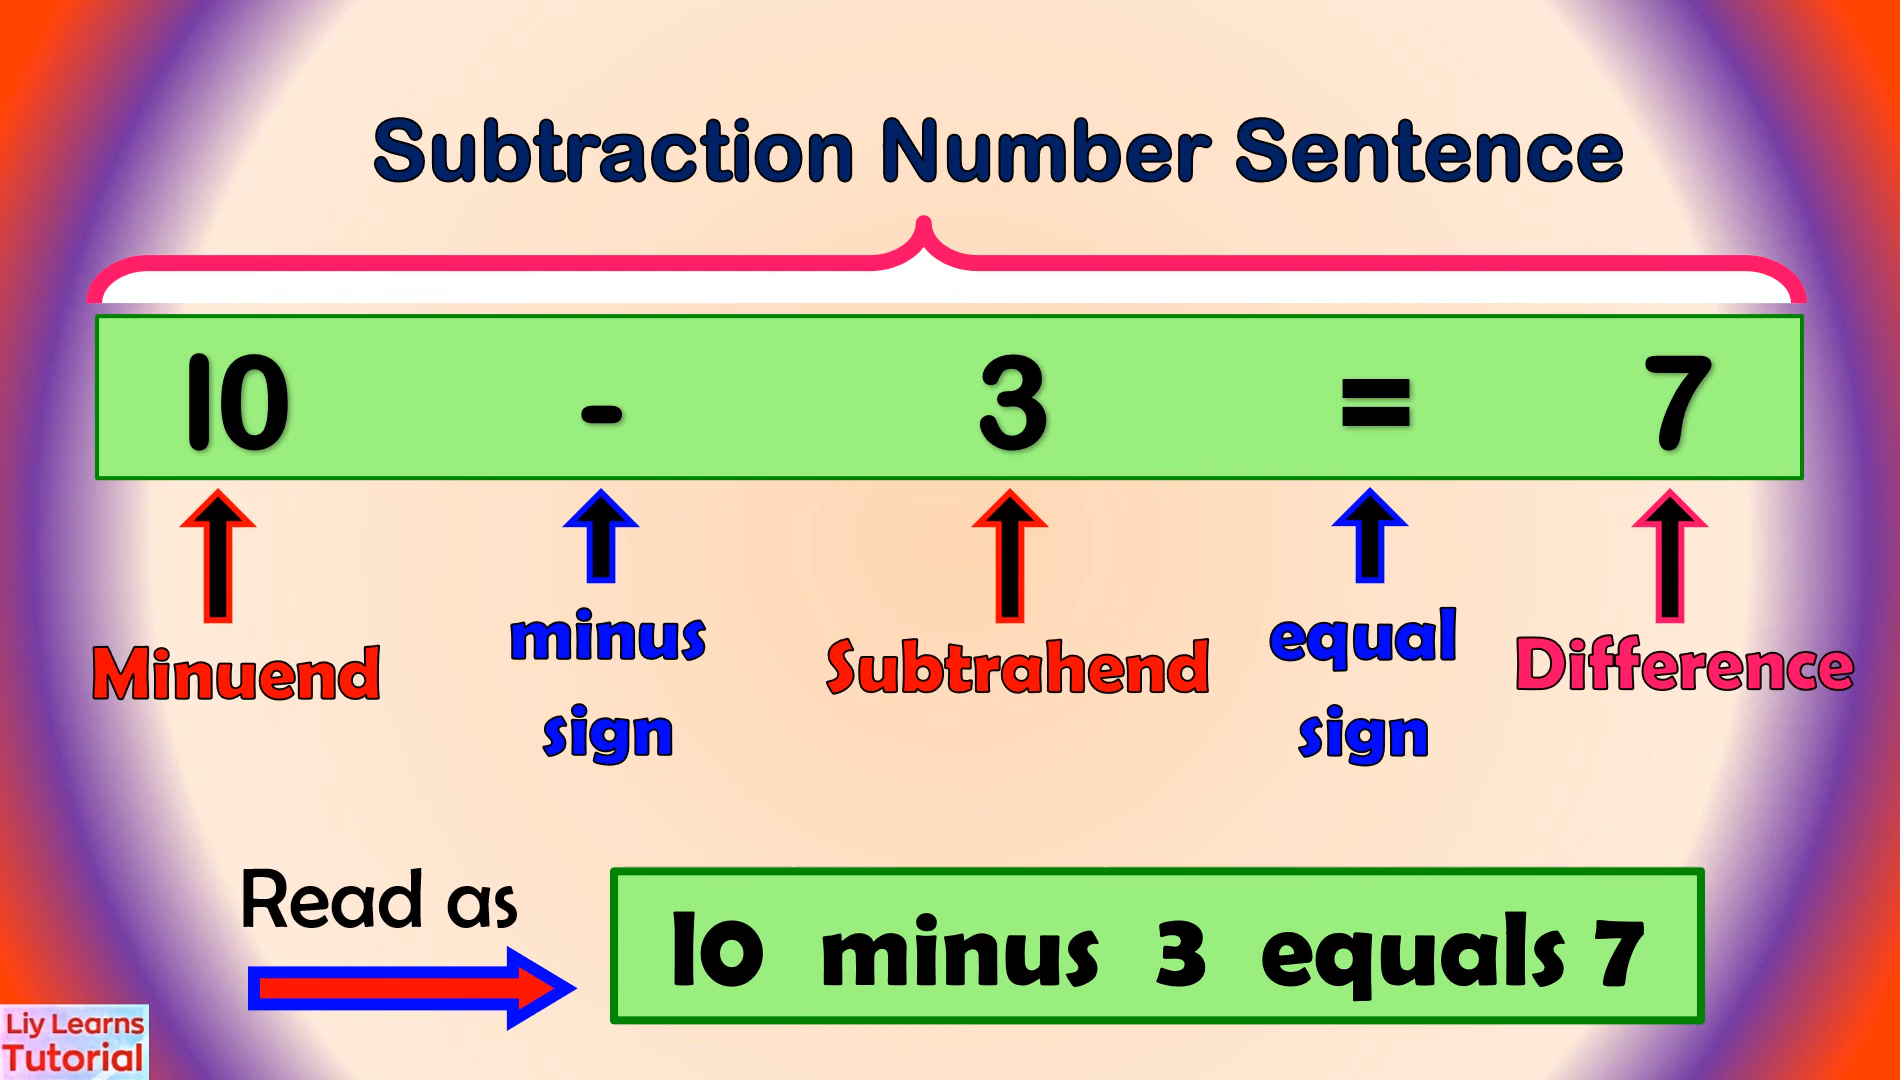 Subtraction Number Sentence
10 - 3 = 7
Minuend minus sign Subtrahend equal sign Difference
Read as
10 minus 3 equals 7
Liy Learns
Tutorial